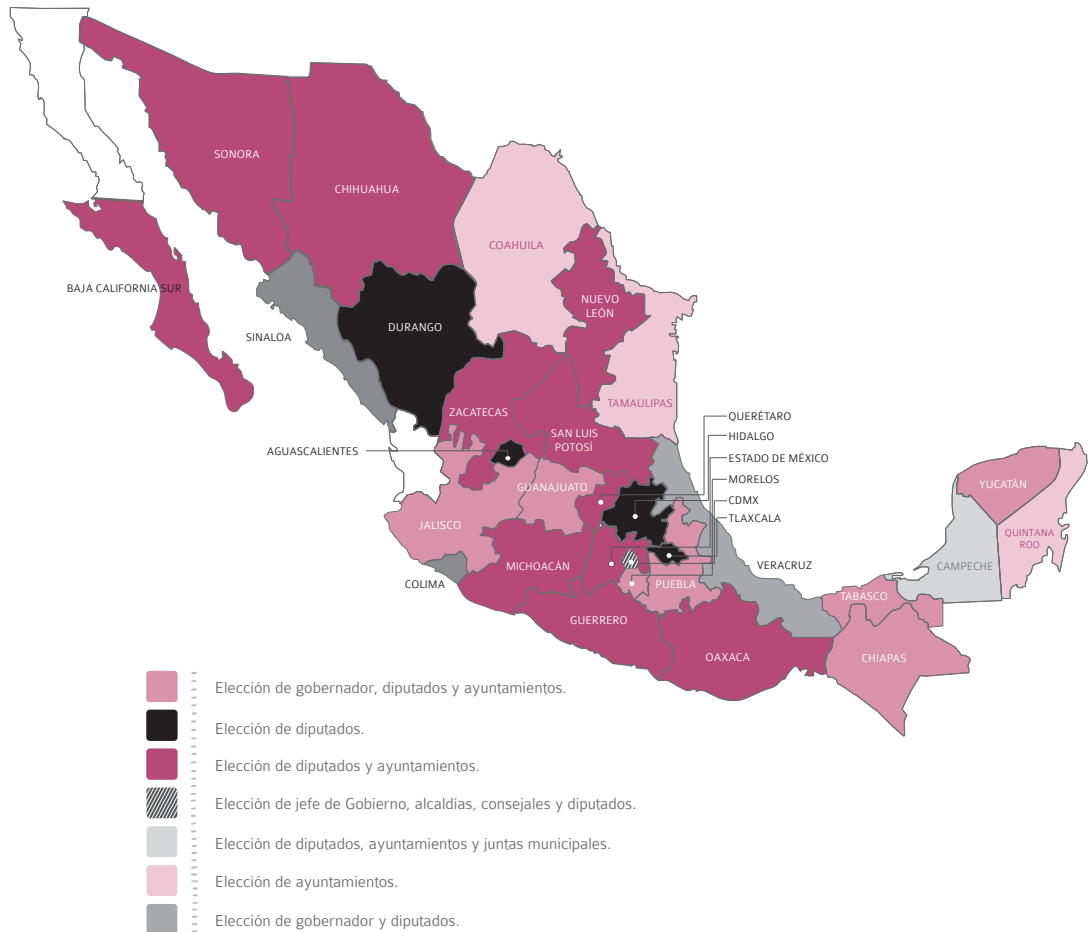 SONORA
CHIHUAHUA
COAHUILA
BAJA CALIFORNIA SUR
NUEVO
LEÓN
DURANGO
SINALOA
TAMAULIPAS
ZACATECAS
QUERÉTARO
SAN LUIS
POTOSÍ
HIDALGO
AGUASCALIENTES
ESTADO DE MÉXICO
MORELOS
GUANAJUATO
YUCATÁN
CDMX
TLAXCALA
JALISCO
QUINTANA
ROO
MICHOACÁN
VERACRUZ
CAMPECHE
COLIMA
PUEBLA
TABASCO
GUERRERO
OAXACA
CHIAPAS
Elección de gobernador, diputados y ayuntamientos.
Elección de diputados.
Elección de diputados y ayuntamientos.
Elección de jefe de Gobierno, alcaldías, consejales y diputados.
Elección de diputados, ayuntamientos y juntas municipales.
Elección de ayuntamientos.
Elección de gobernador y diputados.